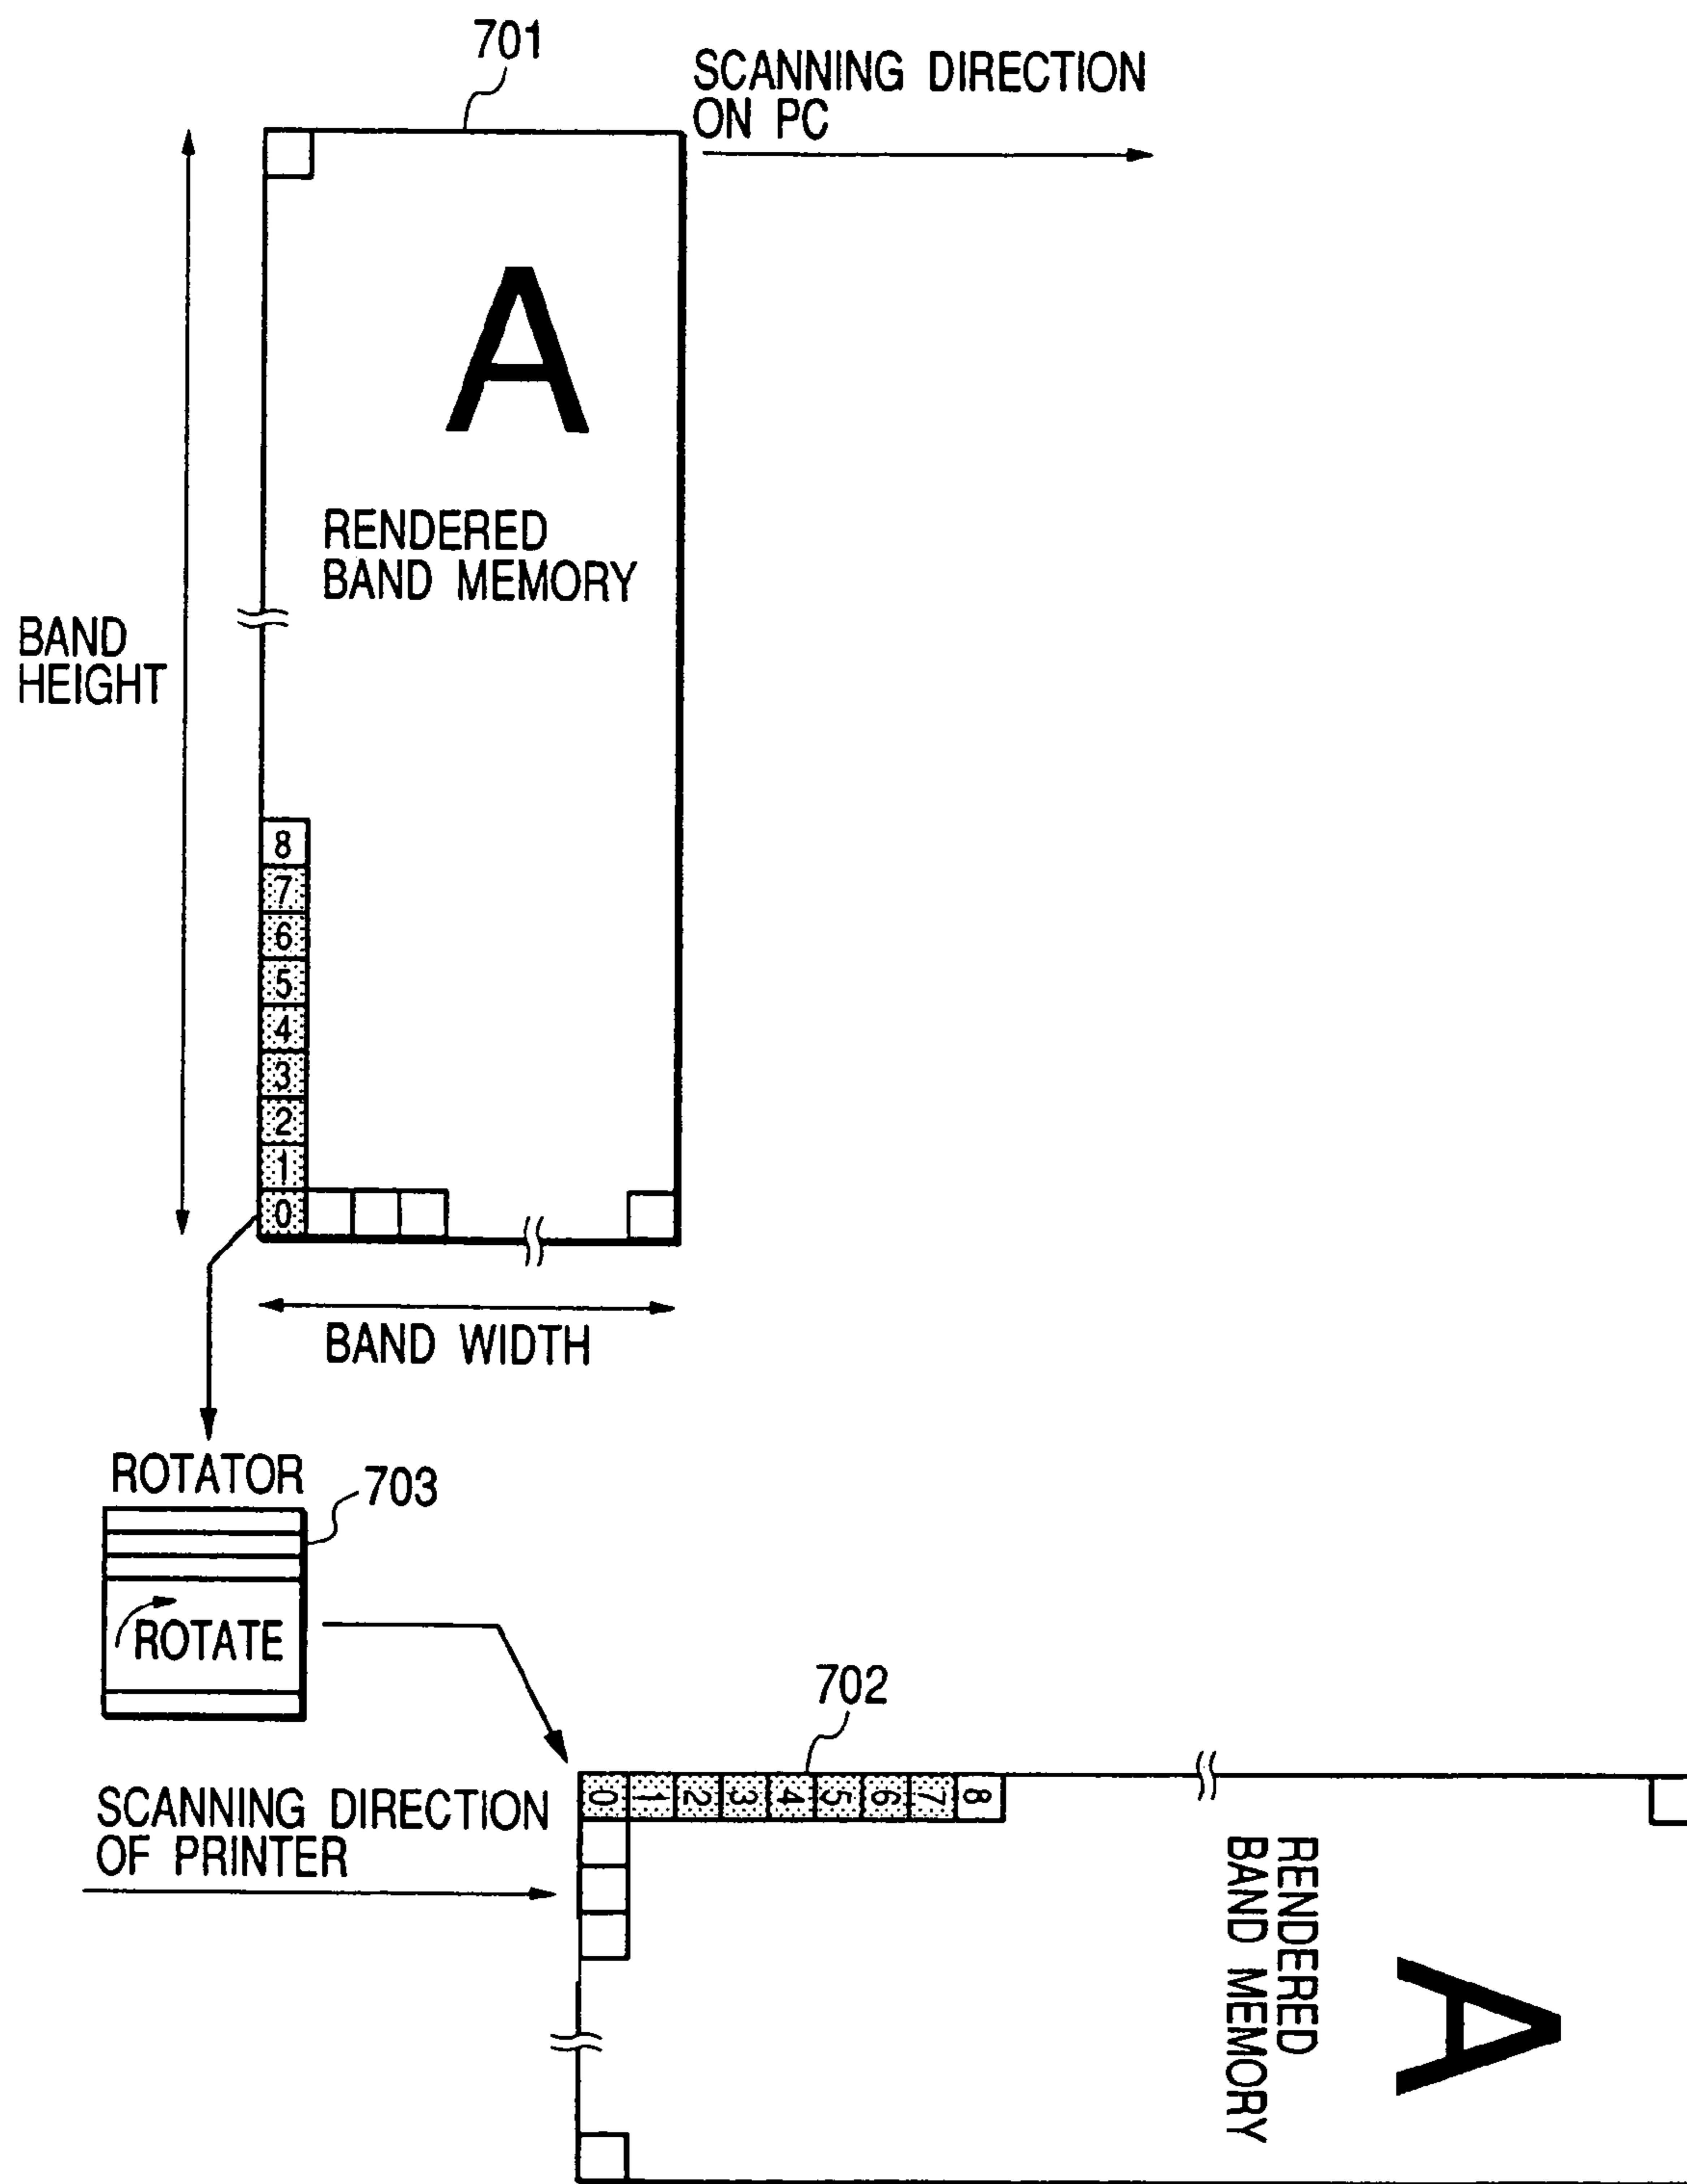 701
SCANNING DIRECTION
ON PC
A
RENDERED
BAND MEMORY
BAND
HEIGHT
8
7
6
5
4
3
2
1
0
BAND WIDTH
ROTATOR
703
ROTATE
702
SCANNING DIRECTION
OF PRINTER
0 1 2 3 4 5 6 7 8
RENDERED
BAND MEMORY
A